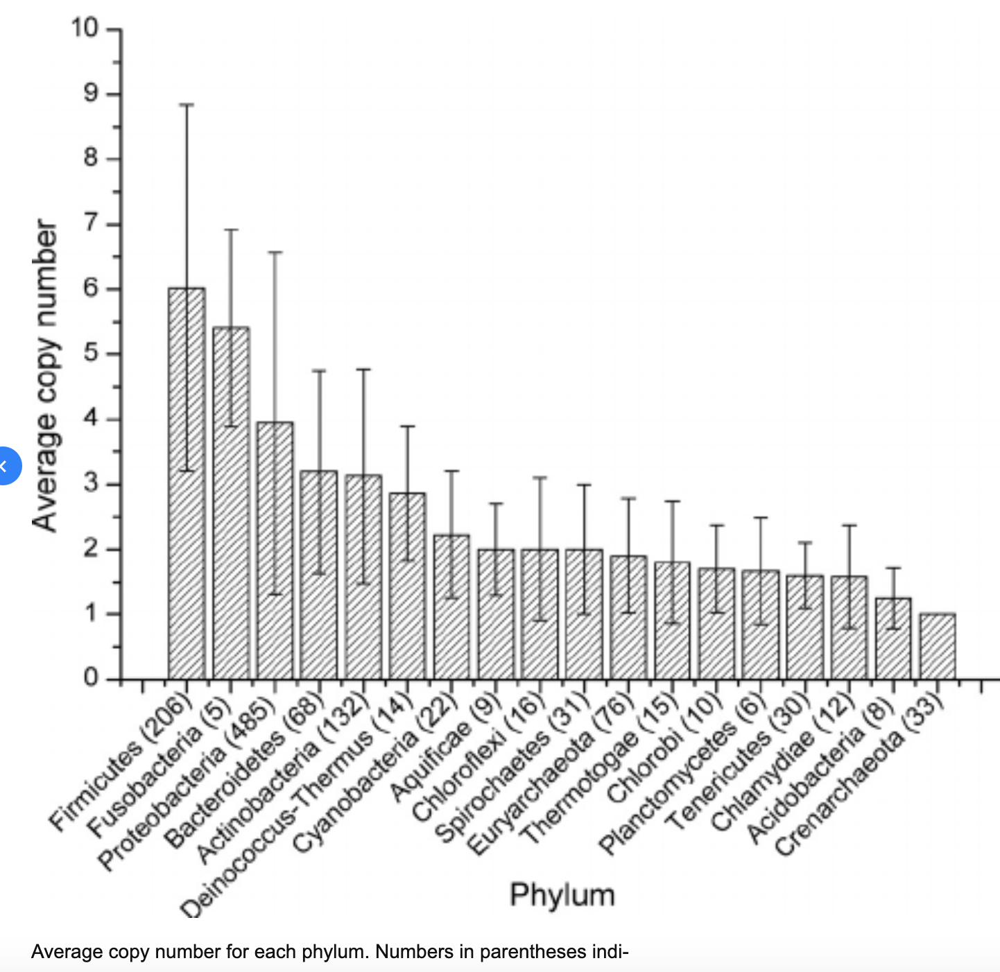 10
9
8
7
6
5
4
3
2
1
0
Average copy number
Firmicutes (206)
Fusobacteria (5)
Proteobacteria (485)
Bacteroidetes (68)
Actinobacteria (132)
Deinococcus-Thermus (14)
Cyanobacteria (22)
Aquificae (9)
Chloroflexi (16)
Spirochaetes (31)
Euryarchaeota (76)
Thermotogae (15)
Chlorobi (10)
Planctomycetes (6)
Tenericutes (30)
Chlamydiae (12)
Acidobacteria (8)
Crenarchaeota (33)
Phylum
Average copy number for each phylum. Numbers in parentheses indi-